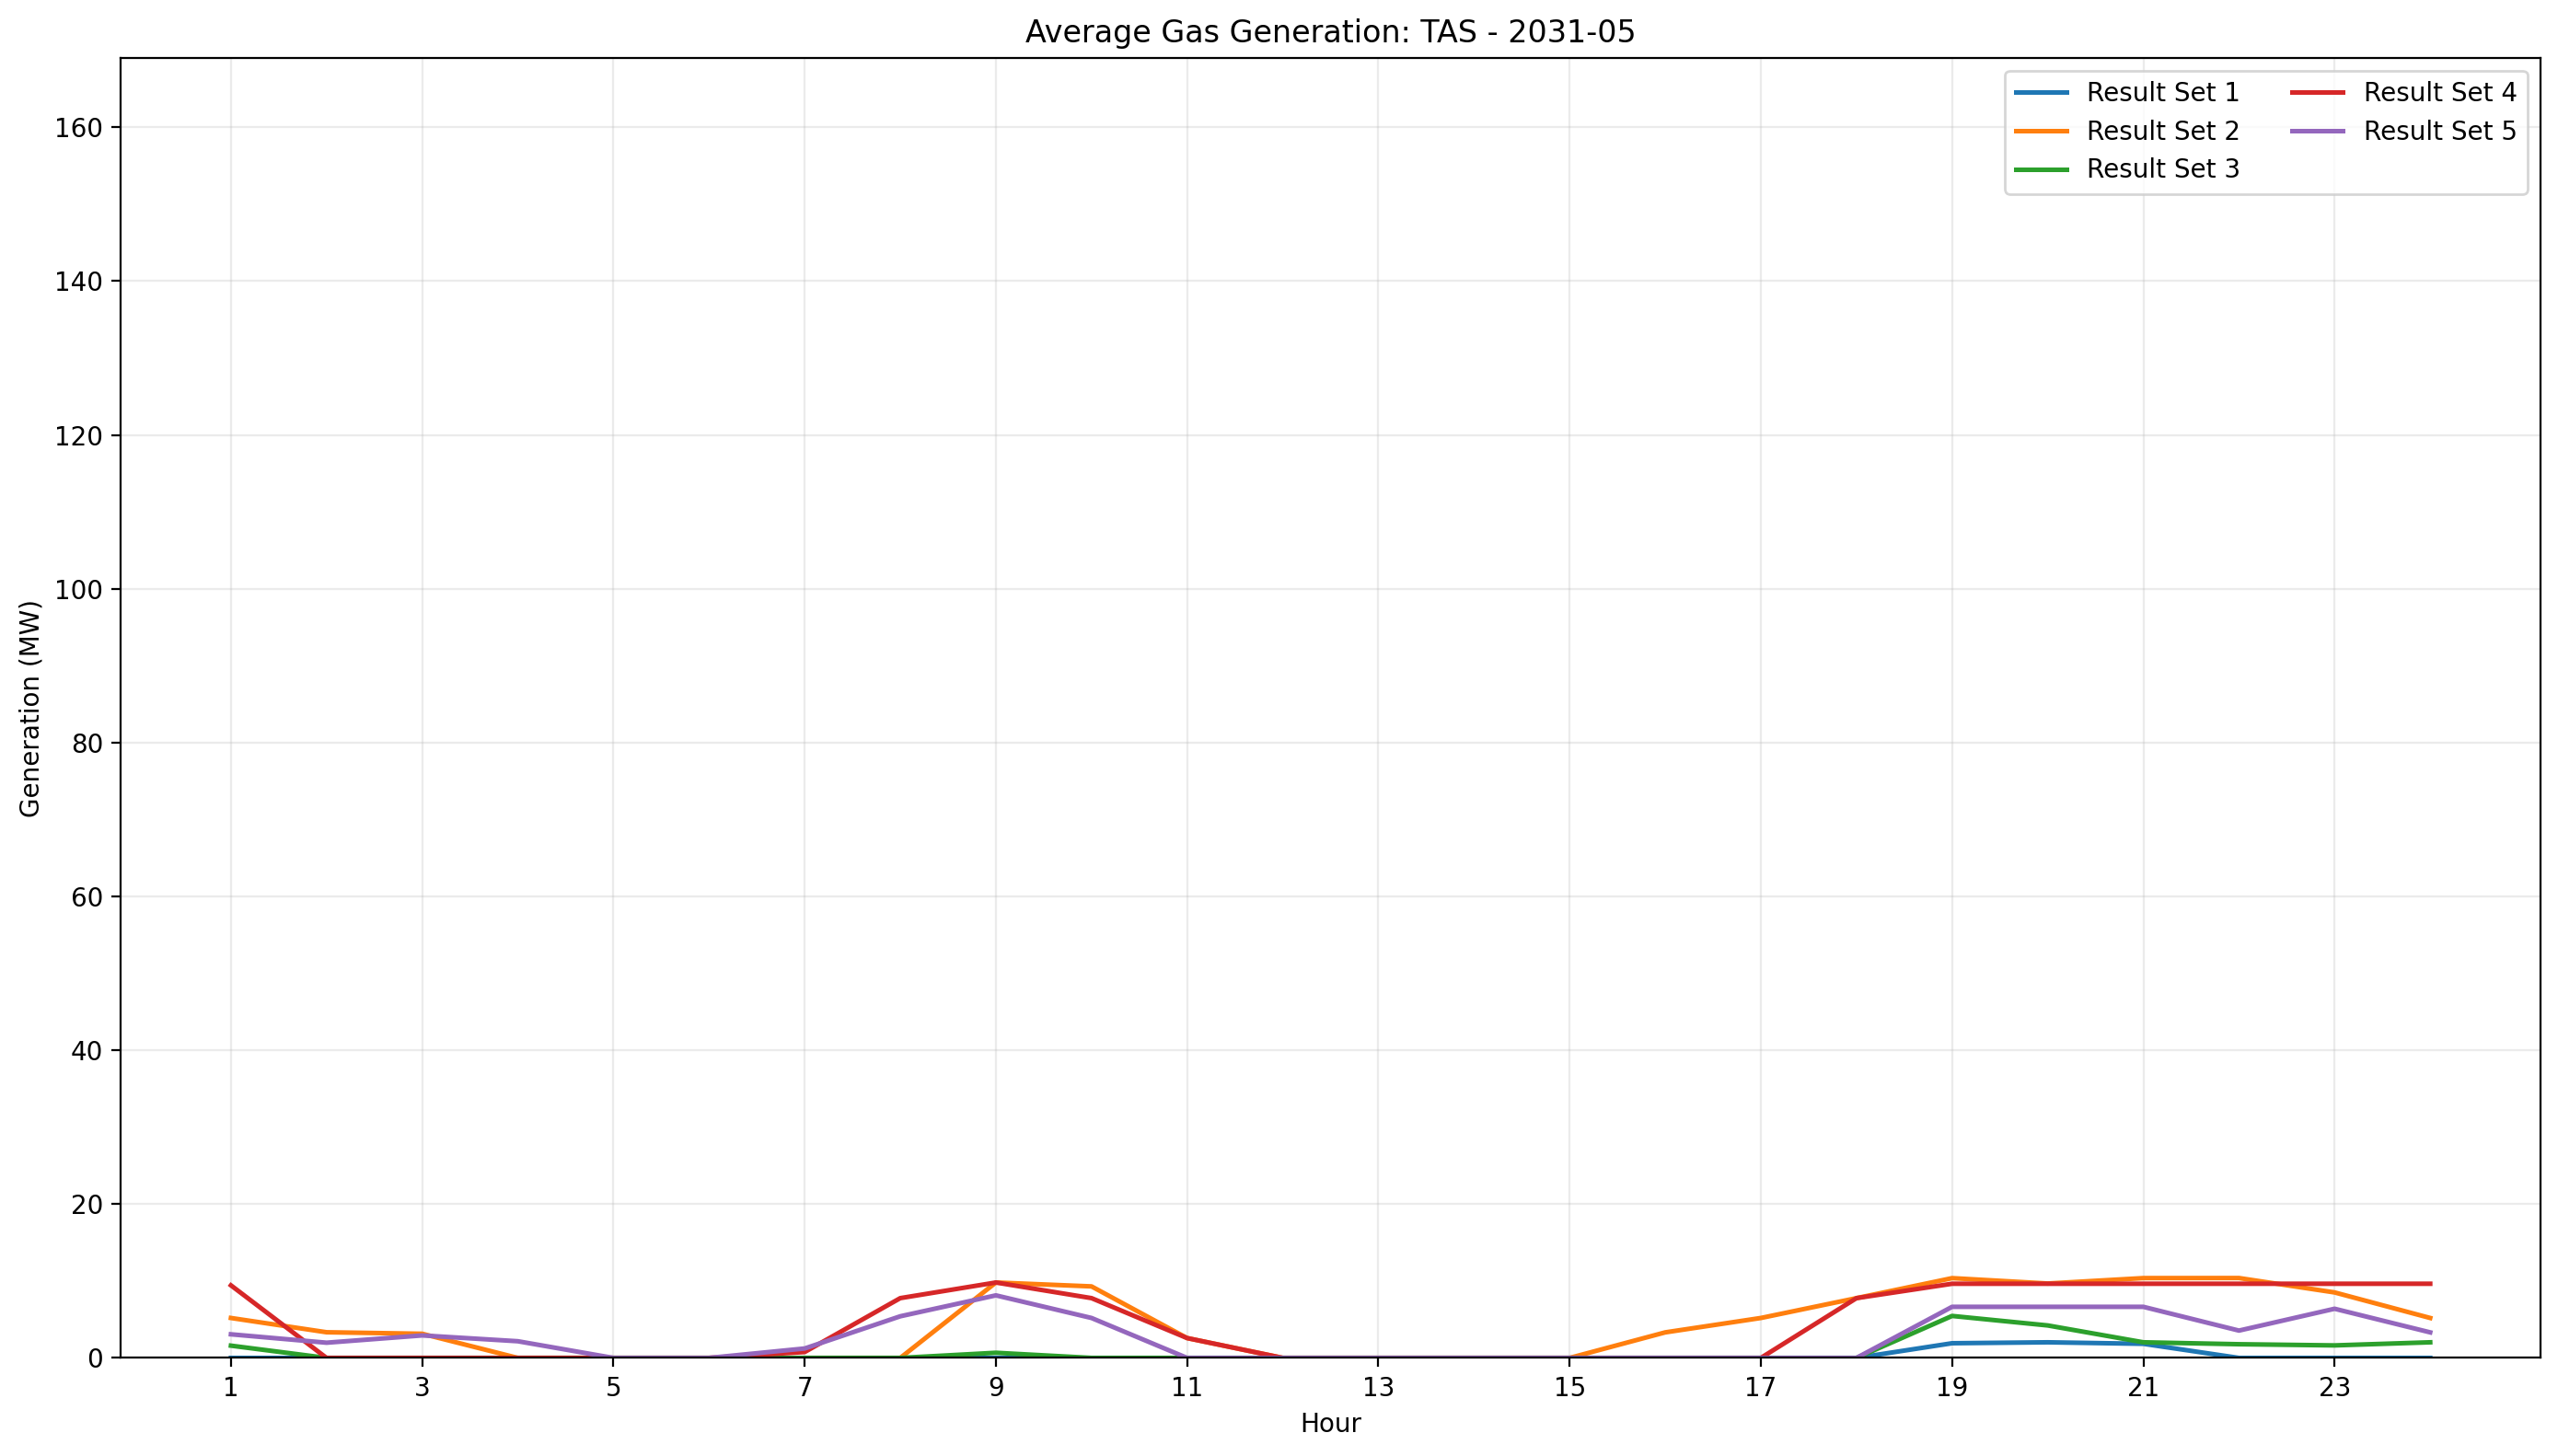 Average Gas Generation: TAS - 2031-05
Result Set 1
Result Set 2
Result Set 3
Result Set 4
Result Set 5
Generation (MW)
160
140
120
100
80
60
40
20
0
1 3 5 7 9 11 13 15 17 19 21 23
Hour